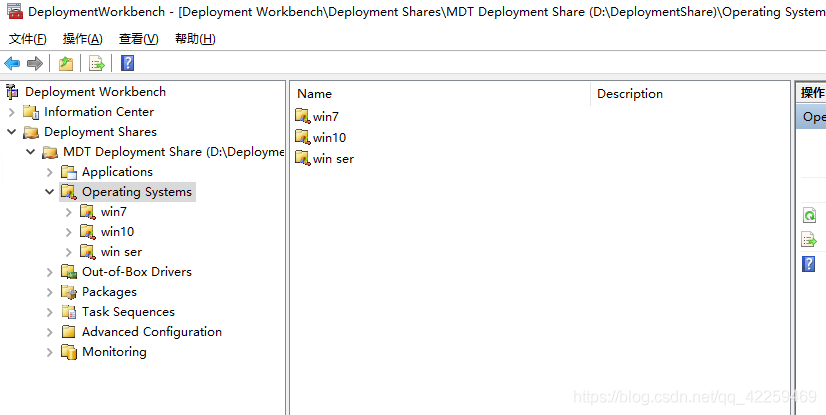 DeploymentWorkbench - [Deployment Workbench\Deployment Shares\MDT Deployment Share (D:\DeploymentShare)\Operating Systems
文件(F) 操作(A) 查看(V) 帮助(H)
Deployment Workbench
Information Center
Deployment Shares
MDT Deployment Share (D:\Deployme
Applications
Operating Systems
win7
win10
win ser
Out-of-Box Drivers
Packages
Task Sequences
Advanced Configuration
Monitoring
Name Description
win7
win10
win ser
操作
Ope
https://blog.csdn.net/qq_42259469